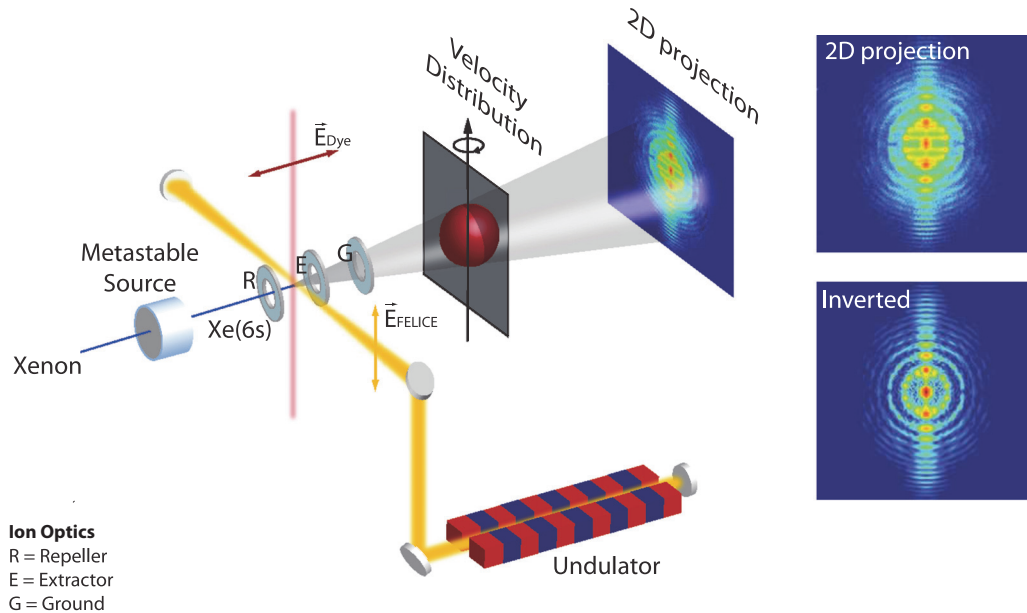 Velocity
Distribution
2D projection
2D projection
E⃗Dye
Metastable
Source
R
E
G
E⃗FELICE
Inverted
Xe(6s)
Xenon
Ion Optics
R = Repeller
E = Extractor
G = Ground
Undulator